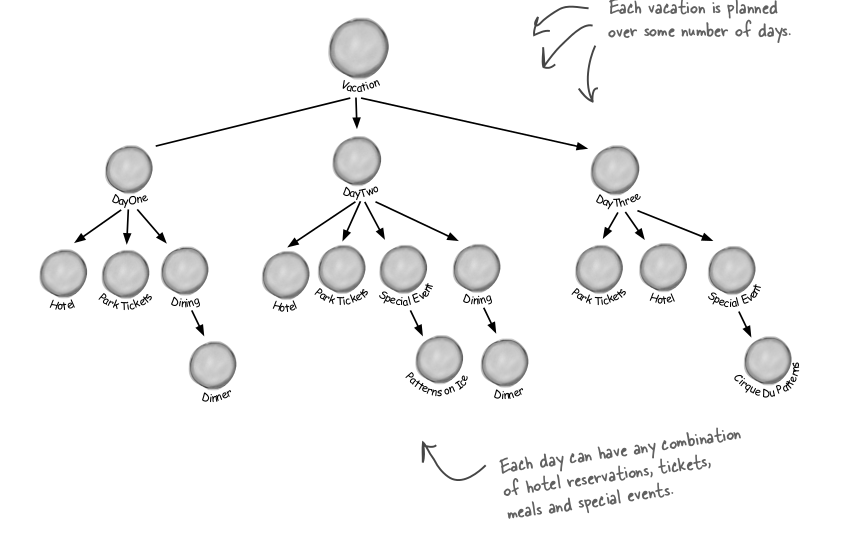 Each vacation is planned
over some number of days.
Vacation
DayOne
DayTwo
DayThree
Hotel
Park Tickets
Dining
Hotel
Park Tickets
Special Event
Dining
Park Tickets
Hotel
Special Event
Dinner
Patterns on Ice
Dinner
Cirque Du Patterns
Each day can have any combination
of hotel reservations, tickets,
meals and special events.